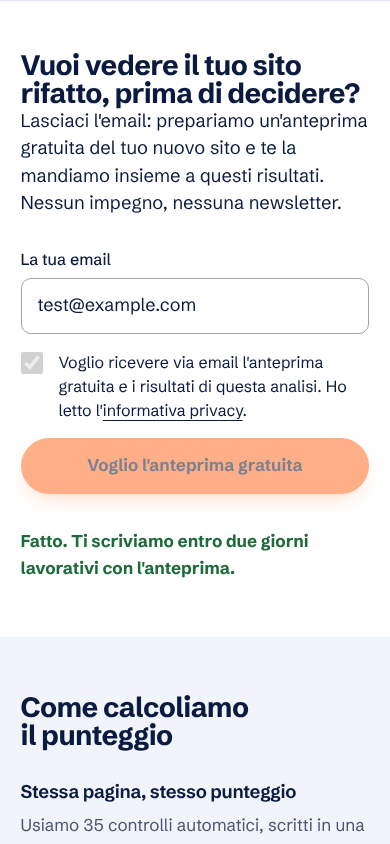 Vuoi vedere il tuo sito
rifatto, prima di decidere?
Lasciaci l'email: prepariamo un'anteprima
gratuita del tuo nuovo sito e te la
mandiamo insieme a questi risultati.
Nessun impegno, nessuna newsletter.
La tua email
test@example.com
Voglio ricevere via email l'anteprima
gratuita e i risultati di questa analisi. Ho
letto l'informativa privacy.
Voglio l'anteprima gratuita
Fatto. Ti scriviamo entro due giorni
lavorativi con l'anteprima.
Come calcoliamo
il punteggio
Stessa pagina, stesso punteggio
Usiamo 35 controlli automatici, scritti in una